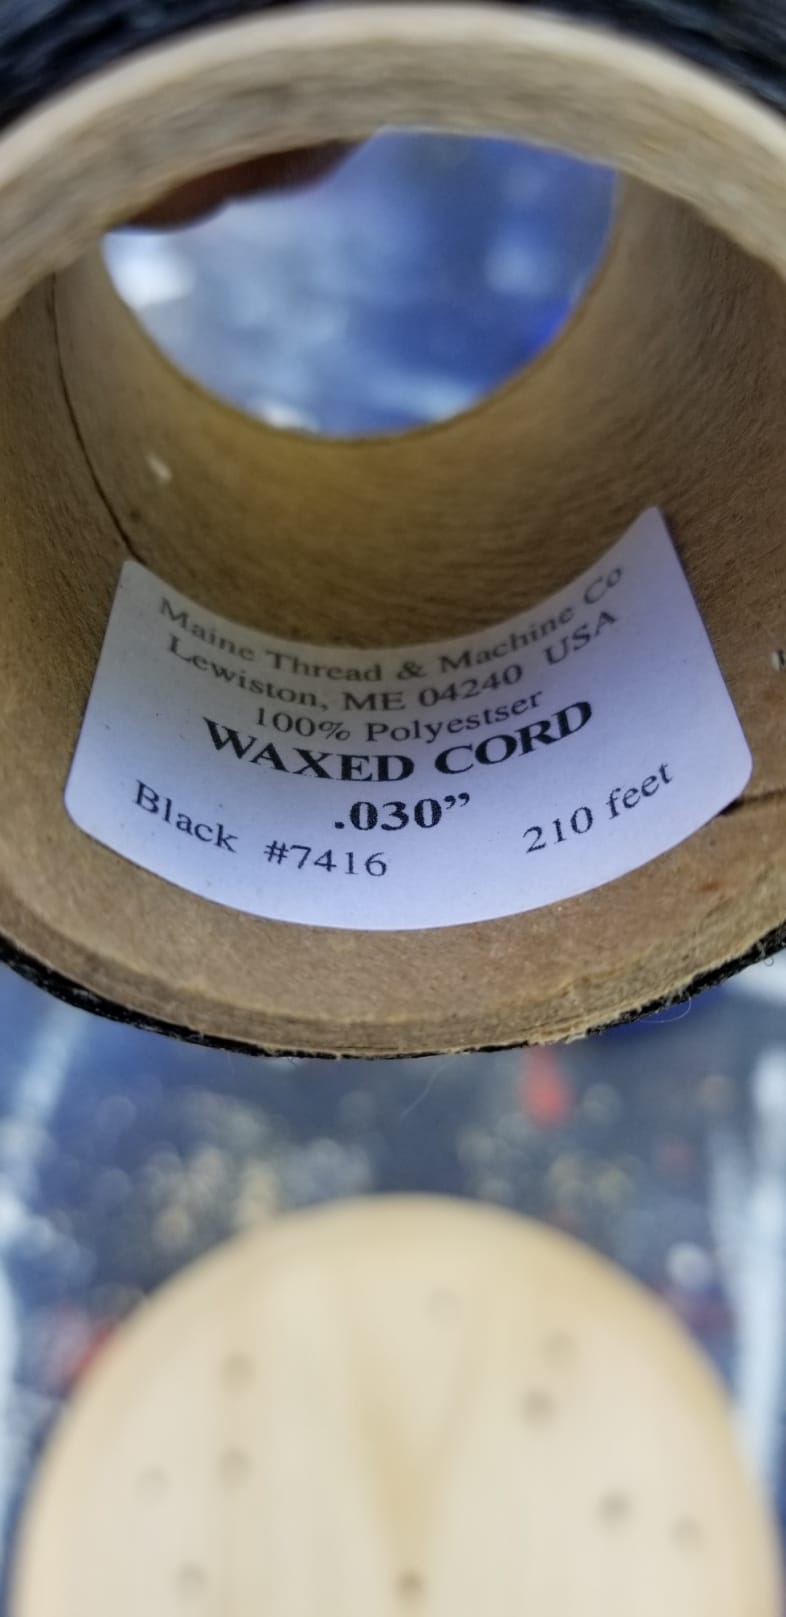 Maine Thread & Machine Co
Lewiston, ME 04240 USA
100% Polyestser
WAXED CORD
.030”
Black #7416 210 feet